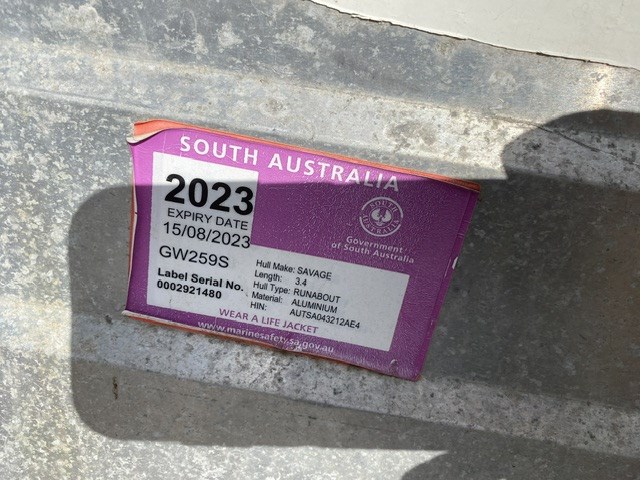 SOUTH AUSTRALIA
2023
EXPIRY DATE
15/08/2023
GW259S
Label Serial No.
0002921480
Hull Make: SAVAGE
Length: 3.4
Hull Type: RUNABOUT
Material: ALUMINIUM
HIN: AUTSA043212AE4
SOUTH AUSTRALIA
Government
of South Australia
WEAR A LIFE JACKET
www.marinesafety.sa.gov.au